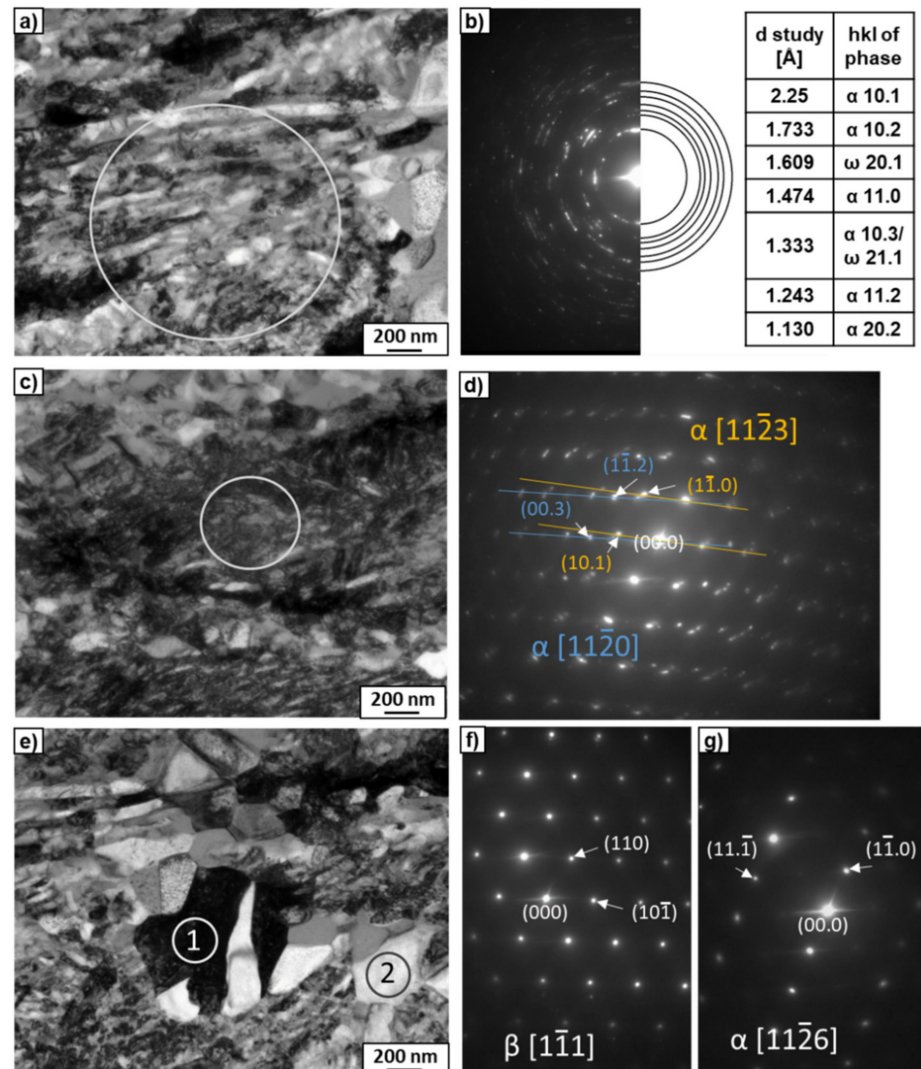 a)
200 nm
b)
d study [Å] hkl of phase
2.25 α 10.1
1.733 α 10.2
1.609 ω 20.1
1.474 α 11.0
1.333 α 10.3/ ω 21.1
1.243 α 11.2
1.130 α 20.2
c)
200 nm
d)
α [112̅3]
(11̅.2)
(11̅.0)
(00.3)
(00.0)
(10.1)
α [112̅0]
e)
1
2
200 nm
f)
(110)
(000)
(101̅)
β [11̅1]
g)
(11.1̅)
(11̅.0)
(00.0)
α [112̅6]